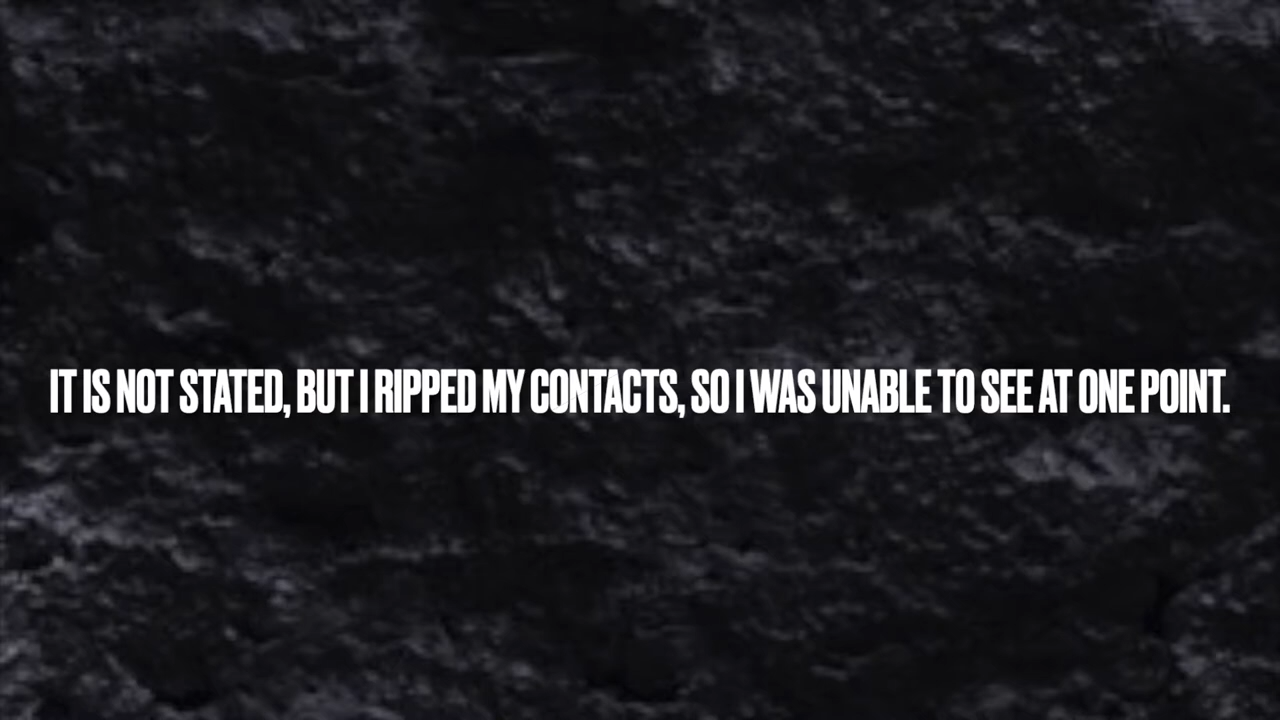 IT IS NOT STATED, BUT I RIPPED MY CONTACTS, SO I WAS UNABLE TO SEE AT ONE POINT.